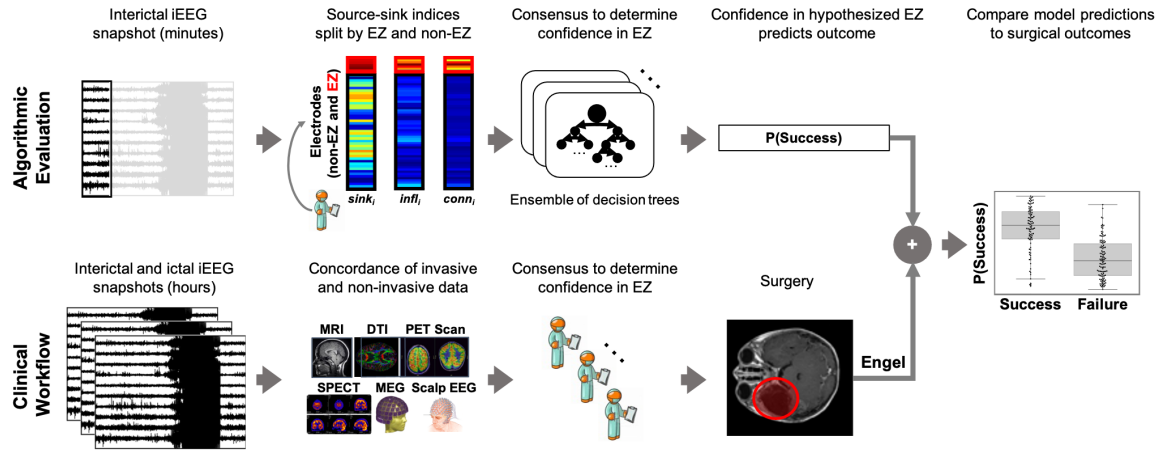 Interictal iEEG
snapshot (minutes)
Source-sink indices
split by EZ and non-EZ
Consensus to determine
confidence in EZ
Confidence in hypothesized EZ
predicts outcome
Compare model predictions
to surgical outcomes
Algorithmic
Evaluation
Electrodes
(non-EZ and EZ)
sinkᵢ
inflᵢ
connᵢ
...
...
...
Ensemble of decision trees
P(Success)
+
P(Success)
Success
Failure
Clinical
Workflow
Interictal and ictal iEEG
snapshots (hours)
Concordance of invasive
and non-invasive data
MRI
DTI
PET Scan
SPECT
MEG
Scalp EEG
Consensus to determine
confidence in EZ
...
Surgery
Engel